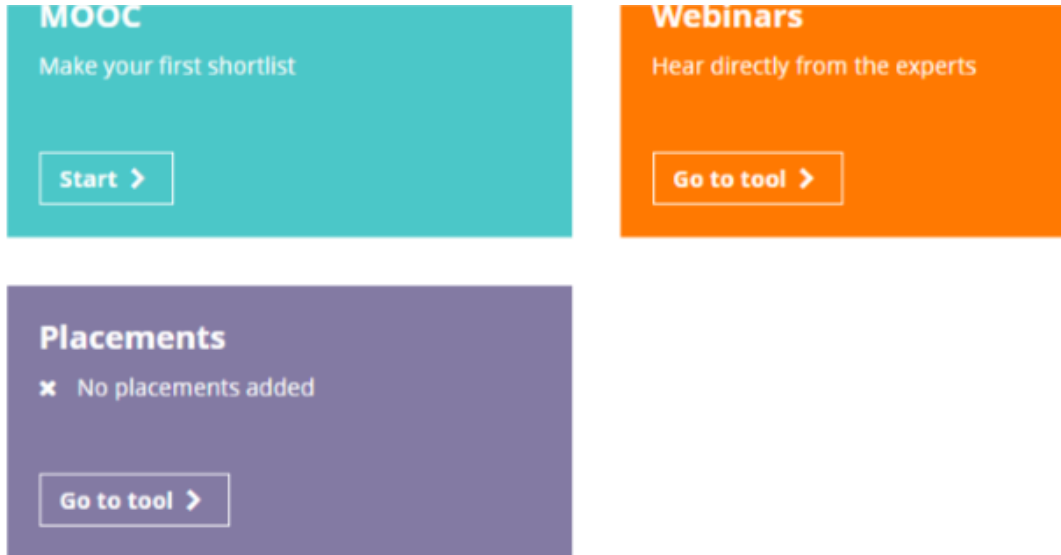 MOOC
Make your first shortlist
Start
Webinars
Hear directly from the experts
Go to tool
Placements
No placements added
Go to tool